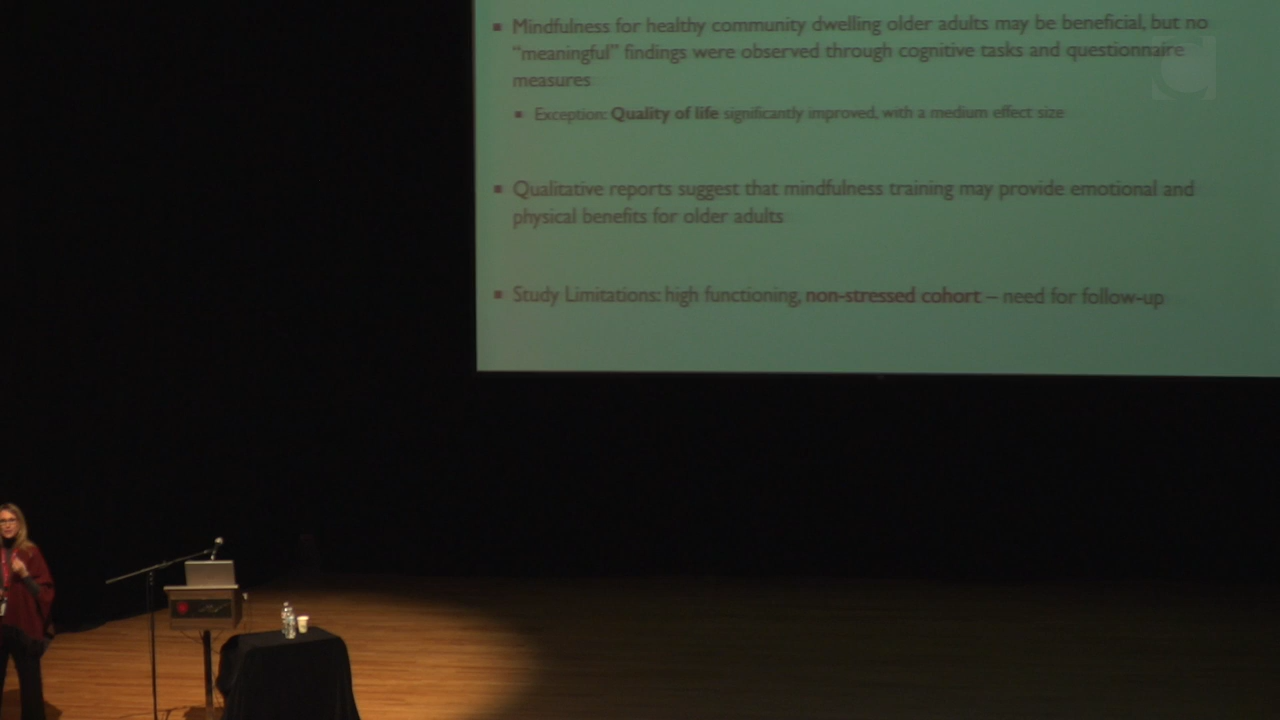 ▪ Mindfulness for healthy community dwelling older adults may be beneficial, but no
“meaningful” findings were observed through cognitive tasks and questionnaire
measures
▪ Exception: Quality of life significantly improved, with a medium effect size
▪ Qualitative reports suggest that mindfulness training may provide emotional and
physical benefits for older adults
▪ Study Limitations: high functioning, non-stressed cohort – need for follow-up